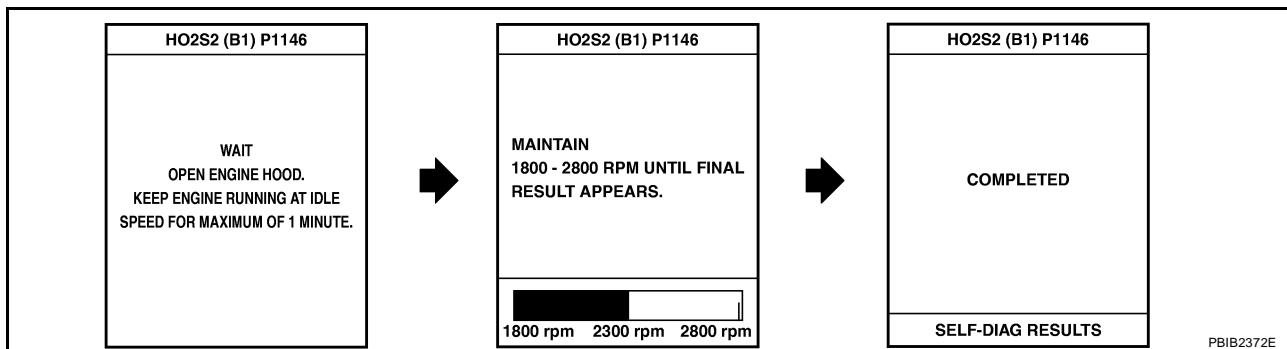 HO2S2 (B1) P1146
WAIT
OPEN ENGINE HOOD.
KEEP ENGINE RUNNING AT IDLE
SPEED FOR MAXIMUM OF 1 MINUTE.
HO2S2 (B1) P1146
MAINTAIN
1800 - 2800 RPM UNTIL FINAL
RESULT APPEARS.
1800 rpm 2300 rpm 2800 rpm
HO2S2 (B1) P1146
COMPLETED
SELF-DIAG RESULTS
PBIB2372E